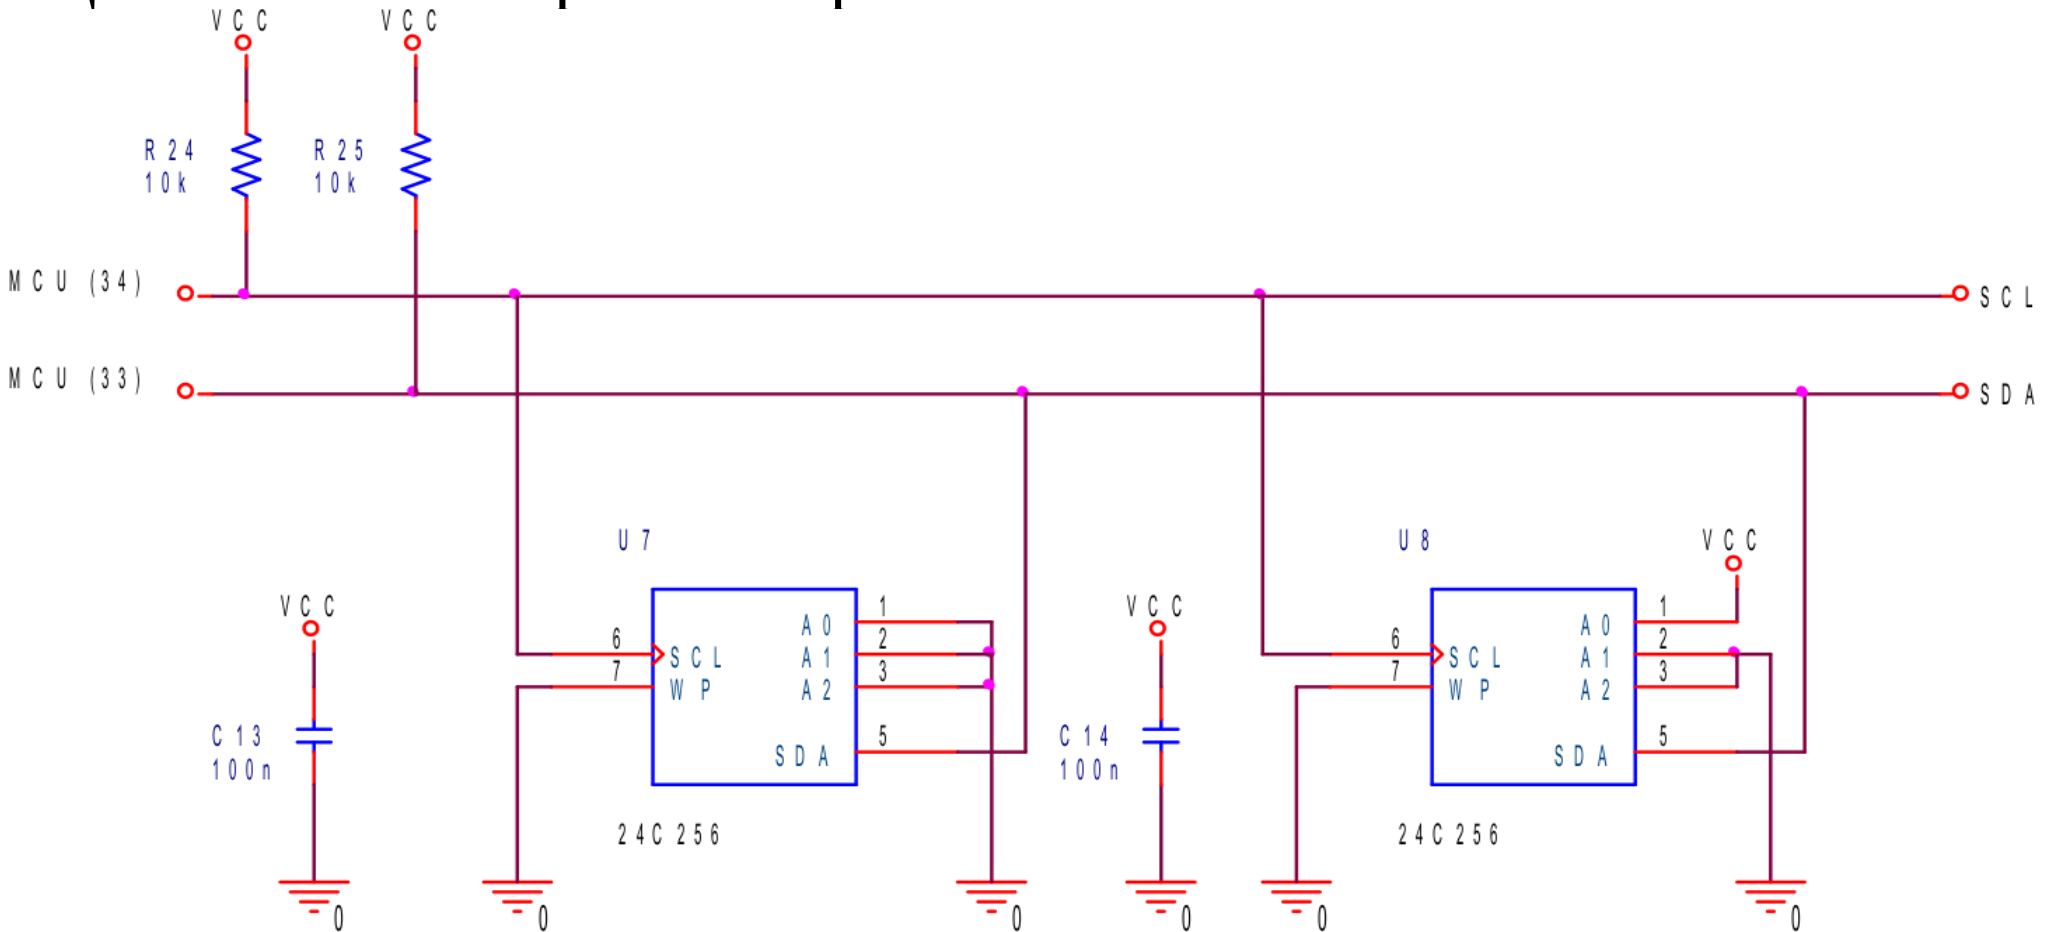 VCC VCC
R24
10k
R25
10k
MCU (34)
SCL
MCU (33)
SDA
U7
U8
VCC
VCC
VCC
6
7
SCL
WP
A0
A1
A2
SDA
1
2
3
5
6
7
SCL
WP
A0
A1
A2
SDA
1
2
3
5
C13
100n
C14
100n
24C256
24C256
0 0 0 0 0 0